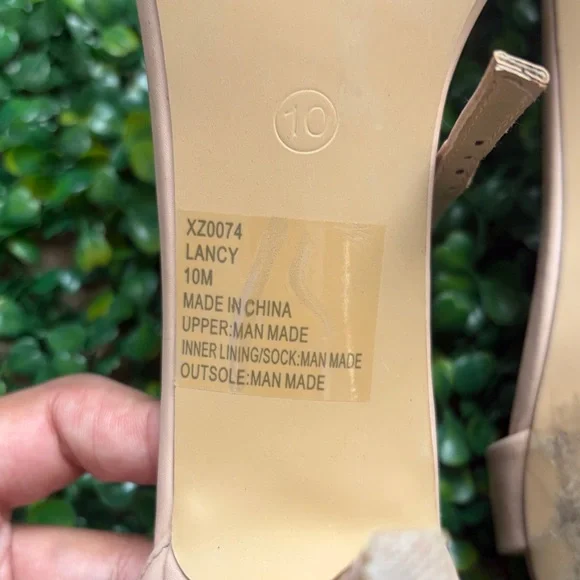 10
XZ0074
LANCY
10M
MADE IN CHINA
UPPER:MAN MADE
INNER LINING/SOCK:MAN MADE
OUTSOLE:MAN MADE